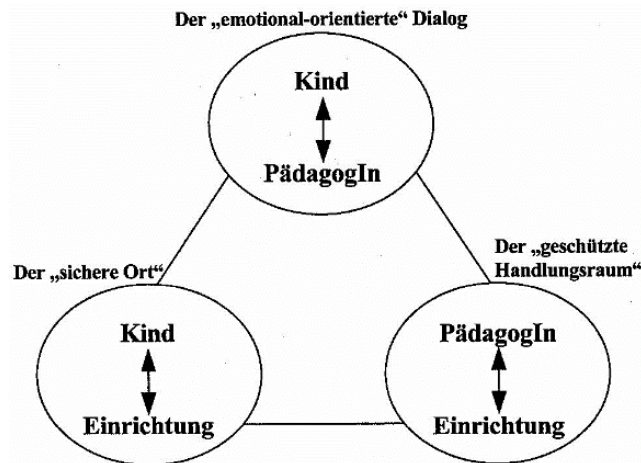 Der „emotional-orientierte“ Dialog
Kind
PädagogIn
Der „sichere Ort“
Kind
Einrichtung
Der „geschützte
Handlungsraum“
PädagogIn
Einrichtung